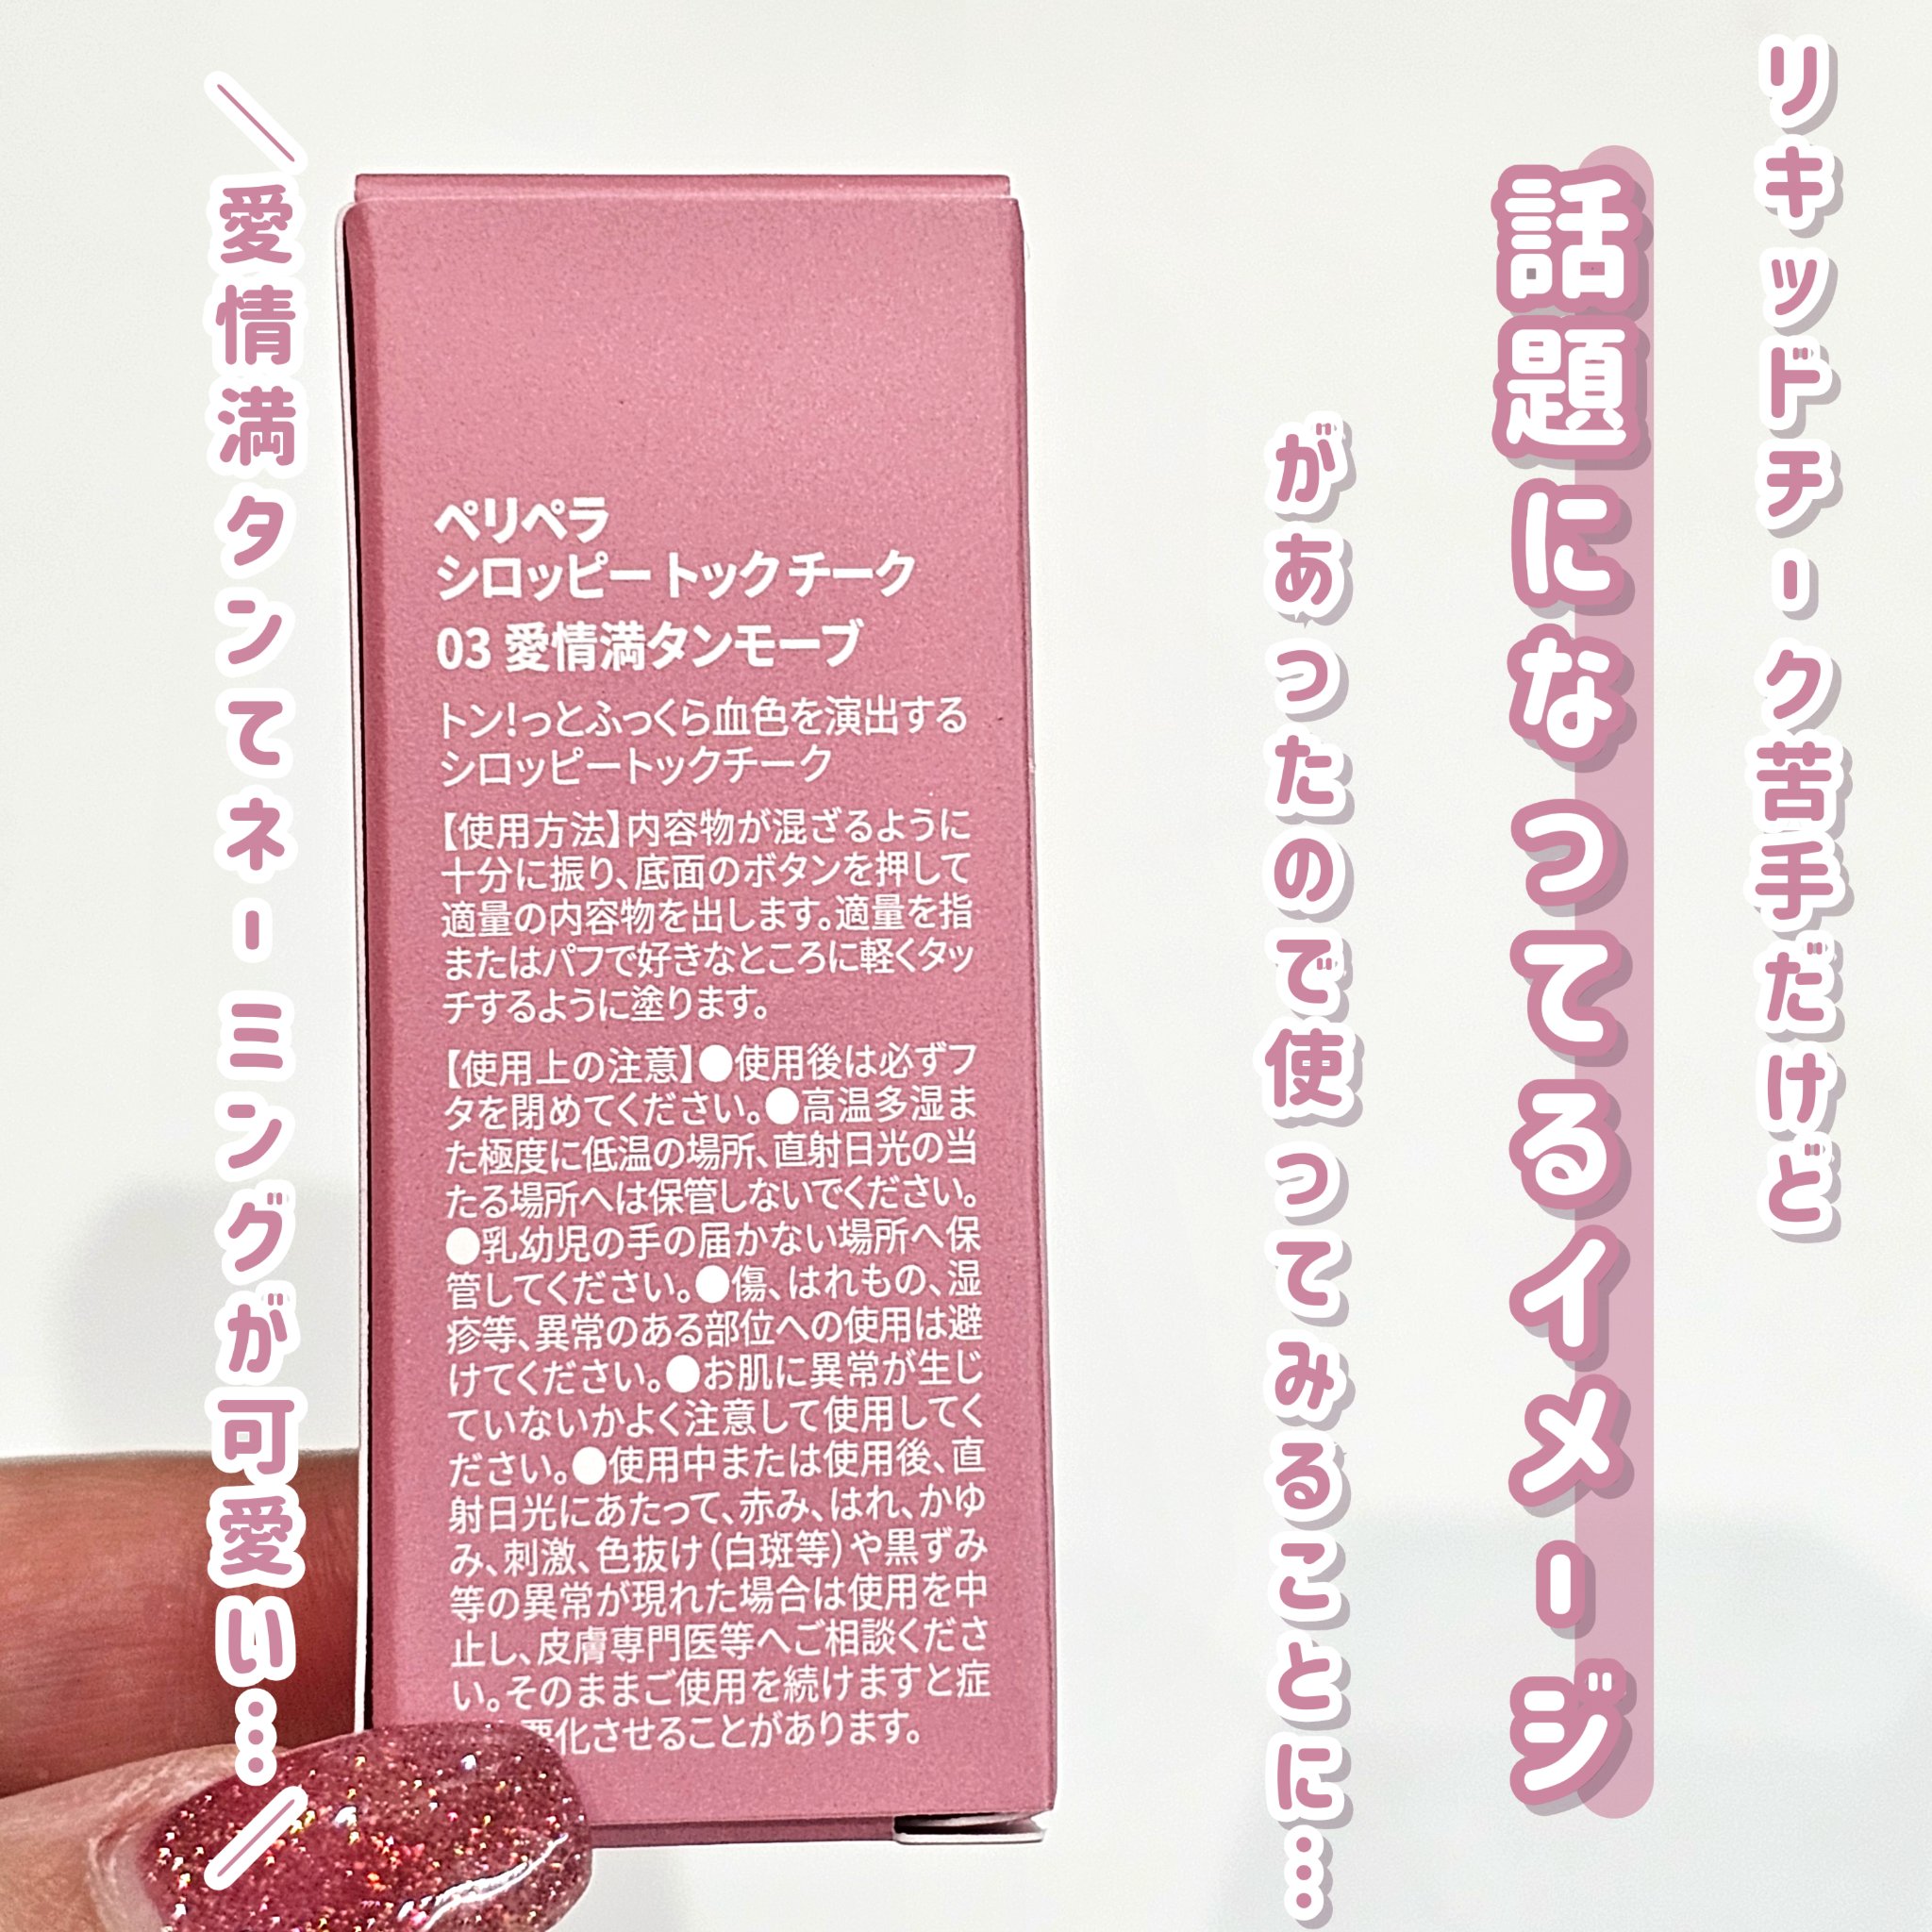 リキッドチーク苦手だけど
話題になってるイメージ
があったので使ってみることに…
＼愛情満タンてネーミングが可愛い…／
ペリペラ
シロッピートックチーク
03 愛情満タンモーブ
トン!っとふっくら血色を演出する
シロッピートックチーク
【使用方法】内容物が混ざるように
十分に振り、底面のボタンを押して
適量の内容物を出します。適量を指
またはパフで好きなところに軽くタッ
チするように塗ります。
【使用上の注意】●使用後は必ずフ
タを閉めてください。●高温多湿ま
た極度に低温の場所、直射日光の当
たる場所へは保管しないでください。
●乳幼児の手の届かない場所へ保
管してください。●傷、はれもの、湿
疹等、異常のある部位への使用は避
けてください。●お肌に異常が生じ
ていないかよく注意して使用してく
ださい。●使用中または使用後、直
射日光にあたって、赤み、はれ、かゆ
み、刺激、色抜け(白斑等)や黒ずみ
等の異常が現れた場合は使用を中
止し、皮膚専門医等へご相談くださ
い。そのままご使用を続けますと症
悪化させることがあります。